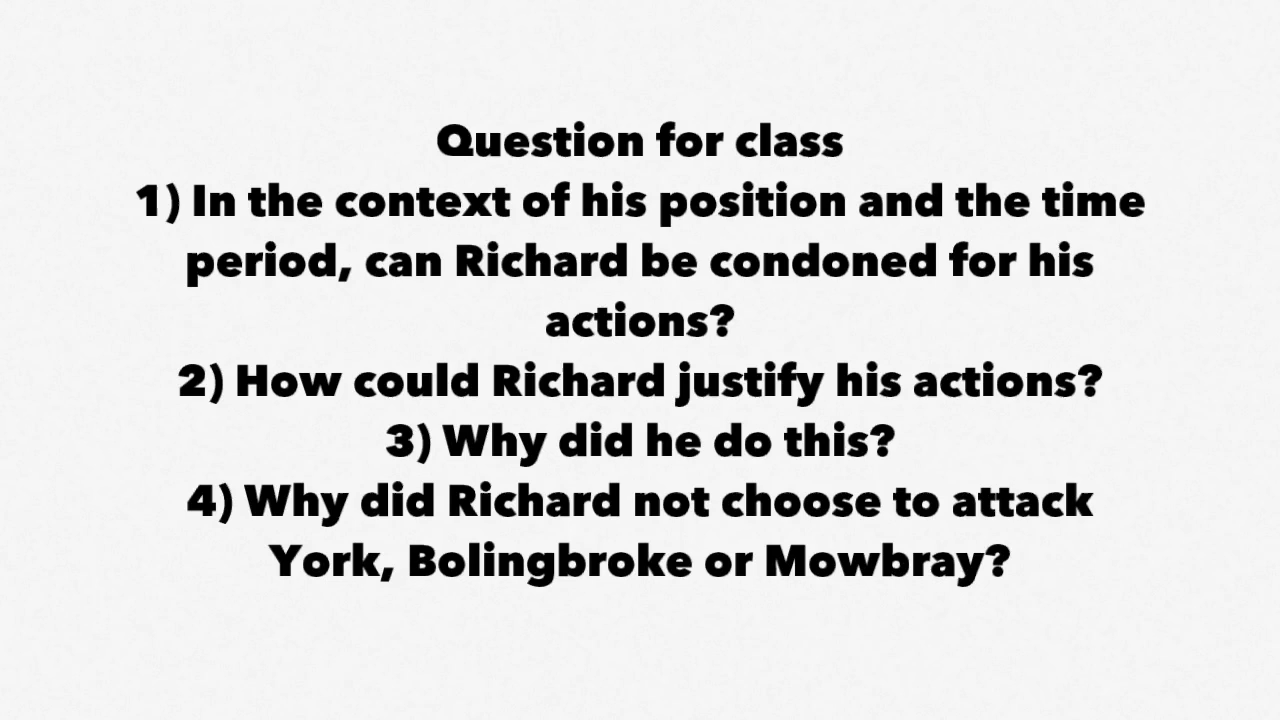 Question for class
1) In the context of his position and the time
period, can Richard be condoned for his
actions?
2) How could Richard justify his actions?
3) Why did he do this?
4) Why did Richard not choose to attack
York, Bolingbroke or Mowbray?